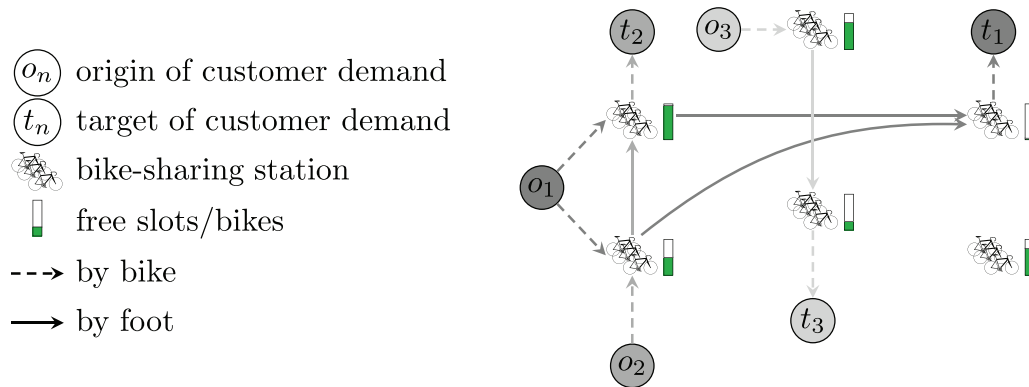 o_n origin of customer demand
t_n target of customer demand
bike-sharing station
free slots/bikes
by bike
by foot
t_2 o_3 t_1
o_1
t_3
o_2